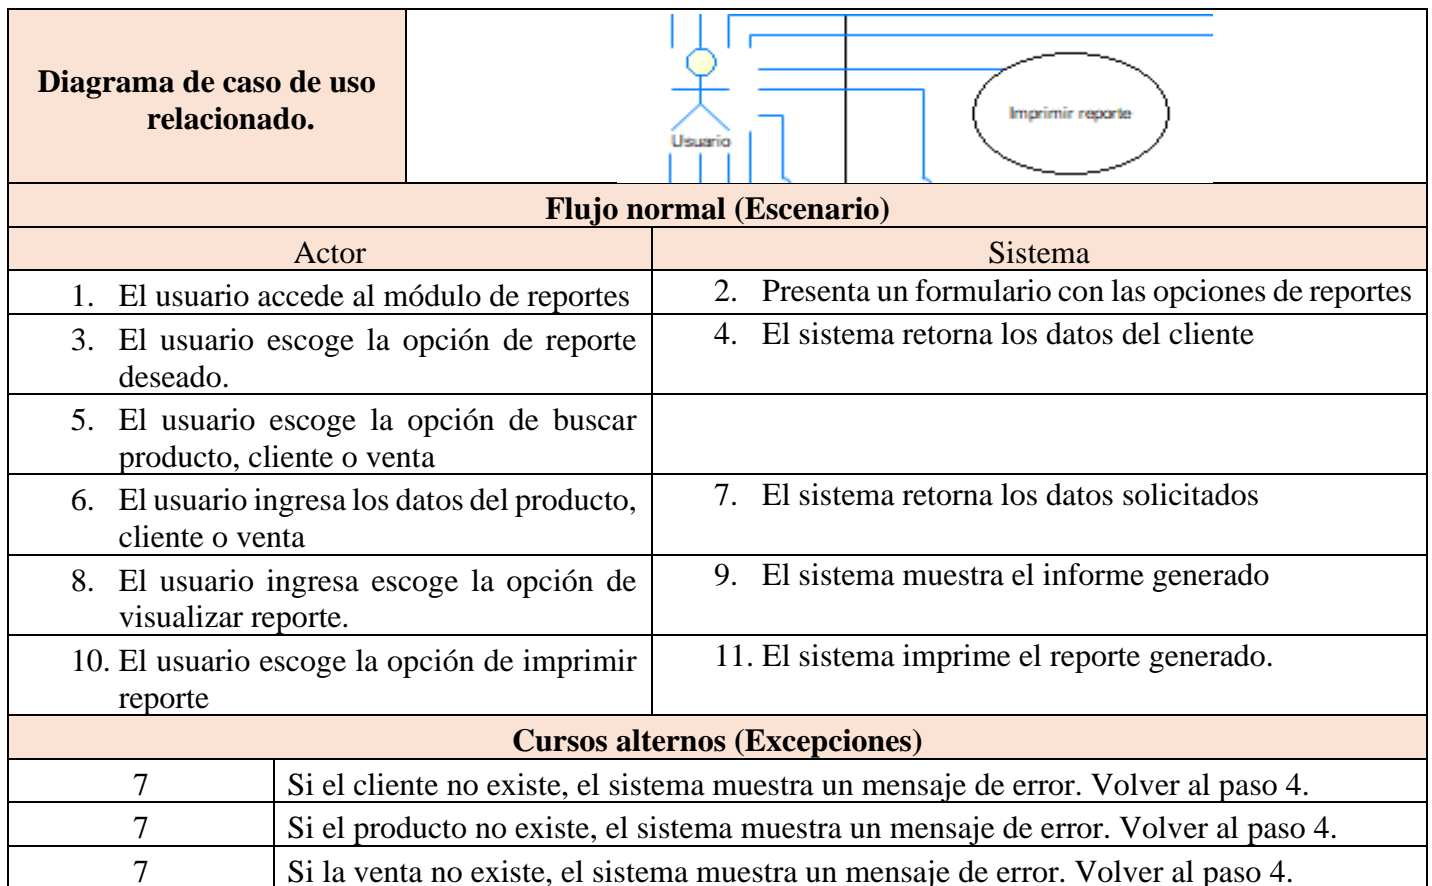 Diagrama de caso de uso
relacionado.
Usuario
Imprimir reporte
Flujo normal (Escenario)
Actor
Sistema
1. El usuario accede al módulo de reportes
2. Presenta un formulario con las opciones de reportes
3. El usuario escoge la opción de reporte
deseado.
4. El sistema retorna los datos del cliente
5. El usuario escoge la opción de buscar
producto, cliente o venta
6. El usuario ingresa los datos del producto,
cliente o venta
7. El sistema retorna los datos solicitados
8. El usuario ingresa escoge la opción de
visualizar reporte.
9. El sistema muestra el informe generado
10. El usuario escoge la opción de imprimir
reporte
11. El sistema imprime el reporte generado.
Cursos alternos (Excepciones)
7 Si el cliente no existe, el sistema muestra un mensaje de error. Volver al paso 4.
7 Si el producto no existe, el sistema muestra un mensaje de error. Volver al paso 4.
7 Si la venta no existe, el sistema muestra un mensaje de error. Volver al paso 4.